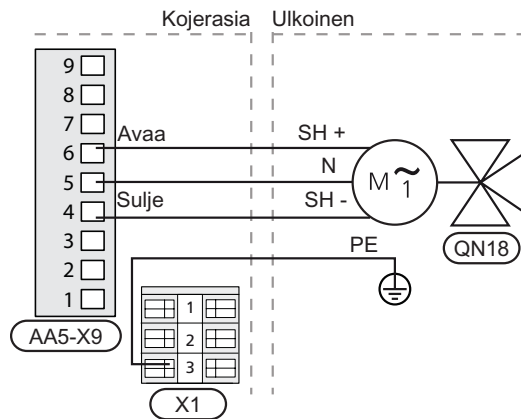 Kojerasia Ulkoinen
9
8
7
6 Avaa SH +
5 N
4 Sulje SH -
3
2
1
M ~ 1
QN18
PE
AA5-X9
1
2
3
X1